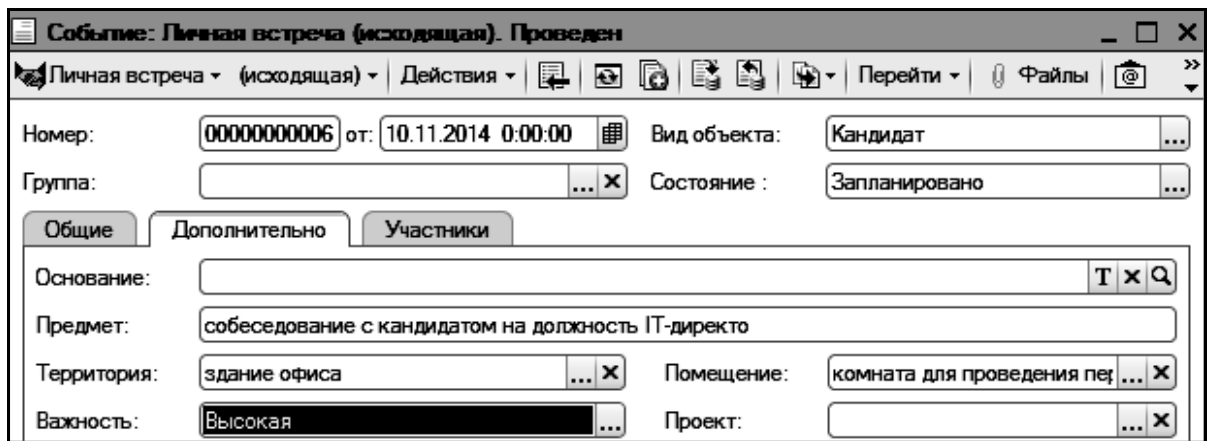 Событие: Личная встреча (исходящая). Проведен
Личная встреча (исходящая) Действия Перейти Файлы
Номер: 00000000006 от: 10.11.2014 0:00:00 Вид объекта: Кандидат ...
Группа: ... Состояние : Запланировано ...
Общие Дополнительно Участники
Основание: T
Предмет: собеседование с кандидатом на должность IT-директо
Территория: здание офиса ... Помещение: комната для проведения пер ...
Важность: Высокая ... Проект: ...